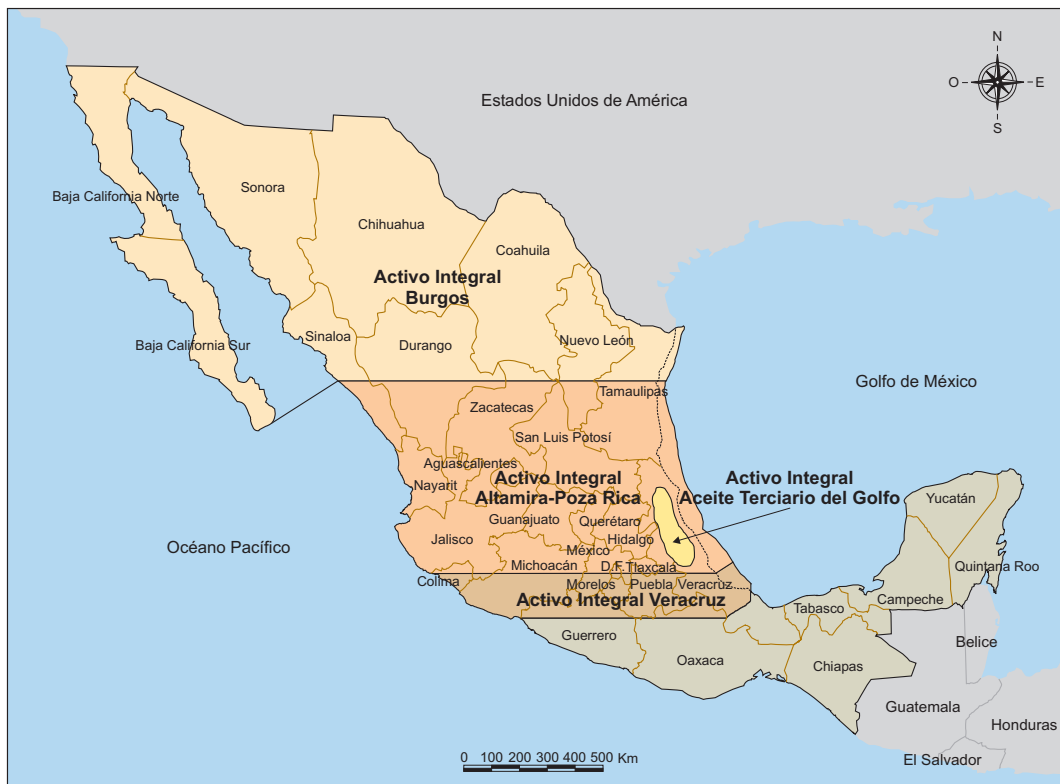 N
O
E
S
Estados Unidos de América
Baja California Norte
Sonora
Chihuahua
Coahuila
Activo Integral
Burgos
Sinaloa
Durango
Nuevo León
Baja California Sur
Golfo de México
Tamaulipas
Zacatecas
San Luis Potosí
Aguascalientes
Nayarit
Activo Integral
Altamira-Poza Rica
Activo Integral
Aceite Terciario del Golfo
Yucatán
Guanajuato
Querétaro
Hidalgo
Jalisco
Océano Pacífico
México
Michoacán
D.F.
Tlaxcala
Quintana Roo
Colima
Morelos
Puebla
Veracruz
Activo Integral Veracruz
Campeche
Tabasco
Guerrero
Oaxaca
Chiapas
Belice
Guatemala
Honduras
El Salvador
0 100 200 300 400 500 Km